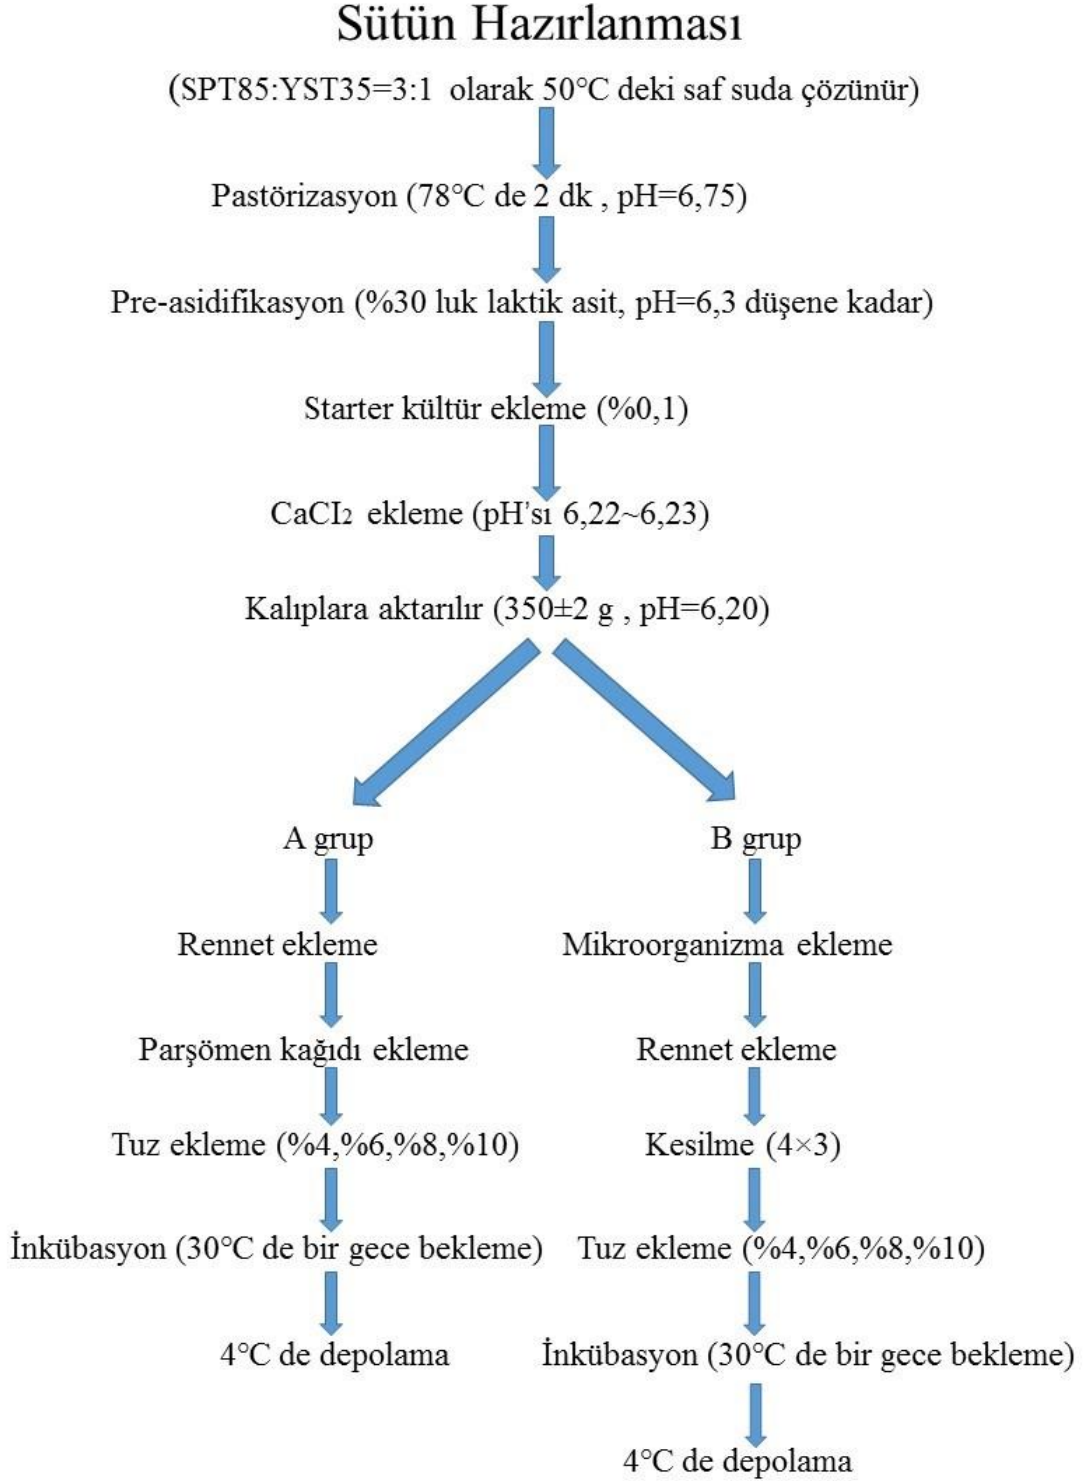 Sütün Hazırlanması
(SPT85:YST35=3:1 olarak 50°C deki saf suda çözünür)
Pastörizasyon (78°C de 2 dk , pH=6,75)
Pre-asidifikasyon (%30 luk laktik asit, pH=6,3 düşene kadar)
Starter kültür ekleme (%0,1)
CaCI₂ ekleme (pH'sı 6,22~6,23)
Kalıplara aktarılır (350±2 g , pH=6,20)
A grup
Rennet ekleme
Parşömen kağıdı ekleme
Tuz ekleme (%4,%6,%8,%10)
İnkübasyon (30°C de bir gece bekleme)
4°C de depolama
B grup
Mikroorganizma ekleme
Rennet ekleme
Kesilme (4×3)
Tuz ekleme (%4,%6,%8,%10)
İnkübasyon (30°C de bir gece bekleme)
4°C de depolama